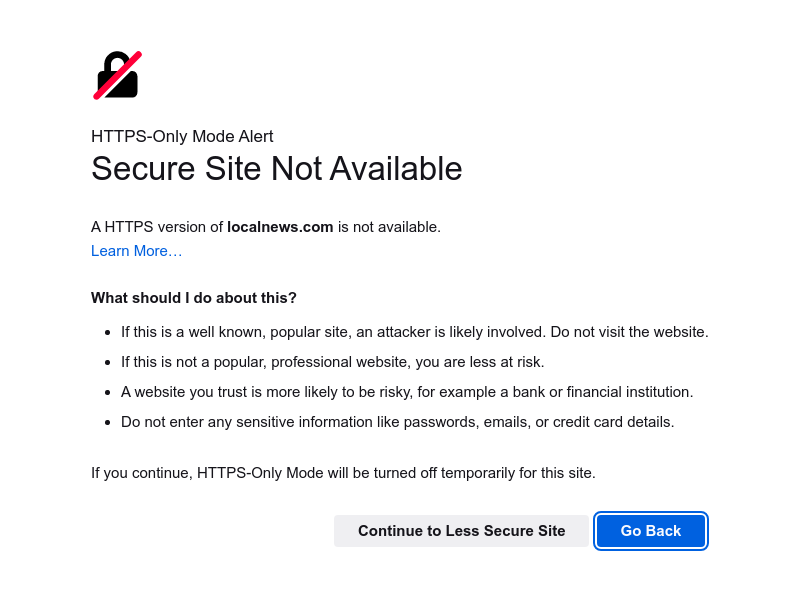 HTTPS-Only Mode Alert
Secure Site Not Available
A HTTPS version of localnews.com is not available.
Learn More…
What should I do about this?
If this is a well known, popular site, an attacker is likely involved. Do not visit the website.
If this is not a popular, professional website, you are less at risk.
A website you trust is more likely to be risky, for example a bank or financial institution.
Do not enter any sensitive information like passwords, emails, or credit card details.
If you continue, HTTPS-Only Mode will be turned off temporarily for this site.
Continue to Less Secure Site
Go Back